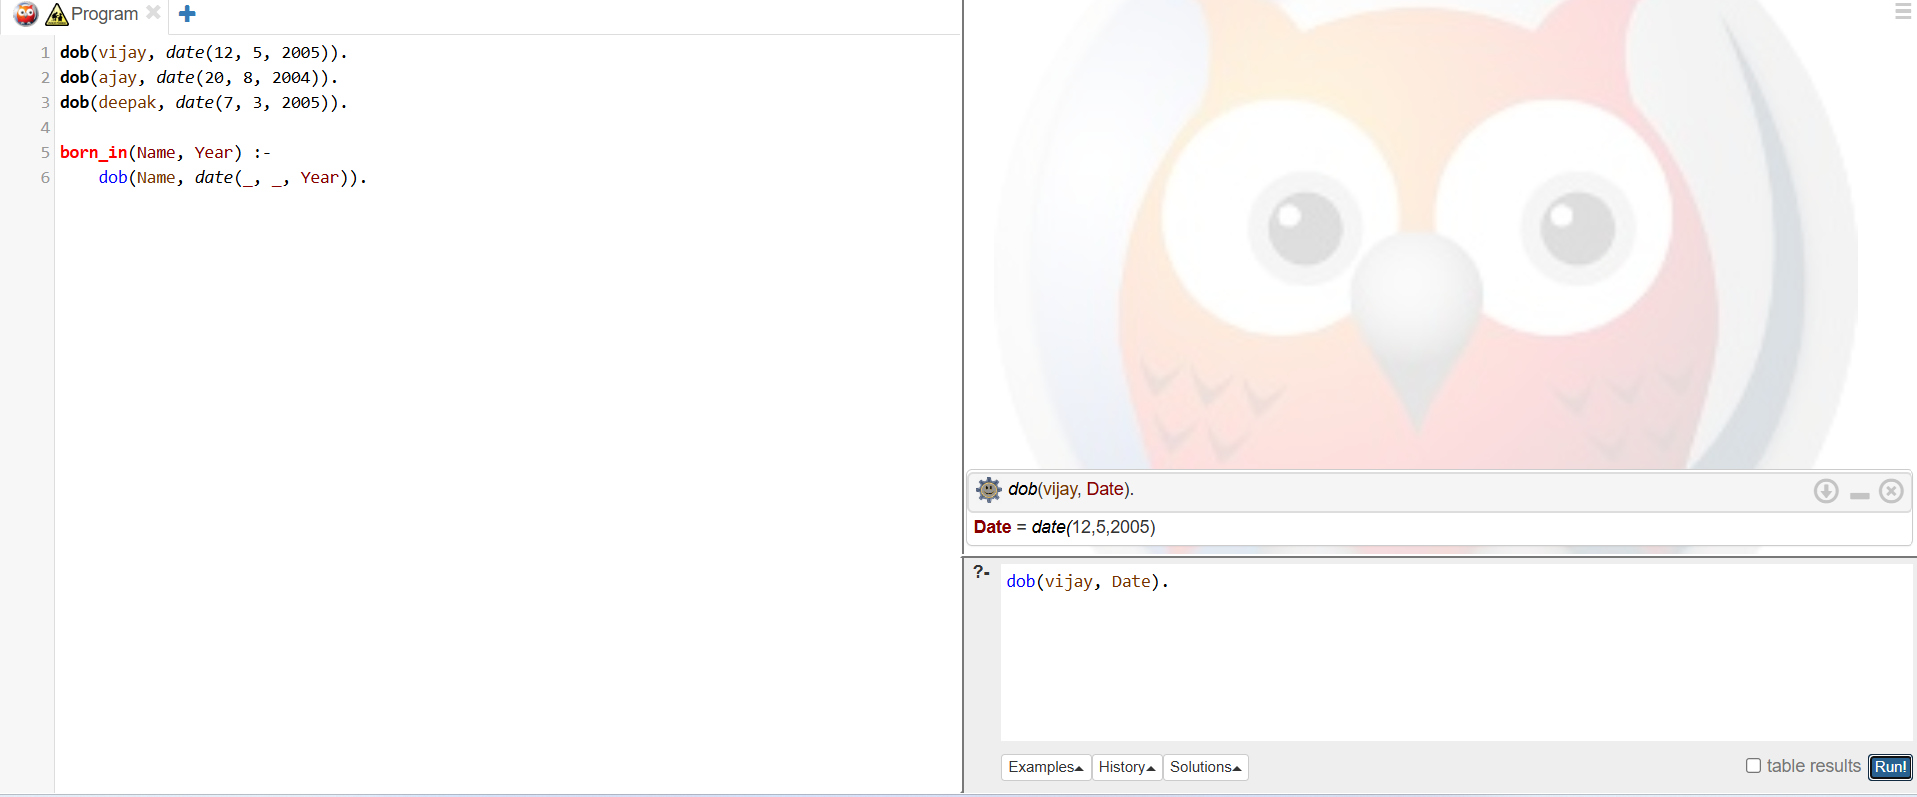 Program
1 dob(vijay, date(12, 5, 2005)).
2 dob(ajay, date(20, 8, 2004)).
3 dob(deepak, date(7, 3, 2005)).
4
5 born_in(Name, Year) :-
6     dob(Name, date(_, _, Year)).
dob(vijay, Date).
Date = date(12,5,2005)
?- dob(vijay, Date).
Examples History Solutions table results Run!